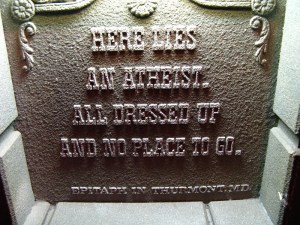 HERE LIES
AN ATHEIST.
ALL DRESSED UP
AND NO PLACE TO GO.
EPITAPH IN THURMONT, MD.